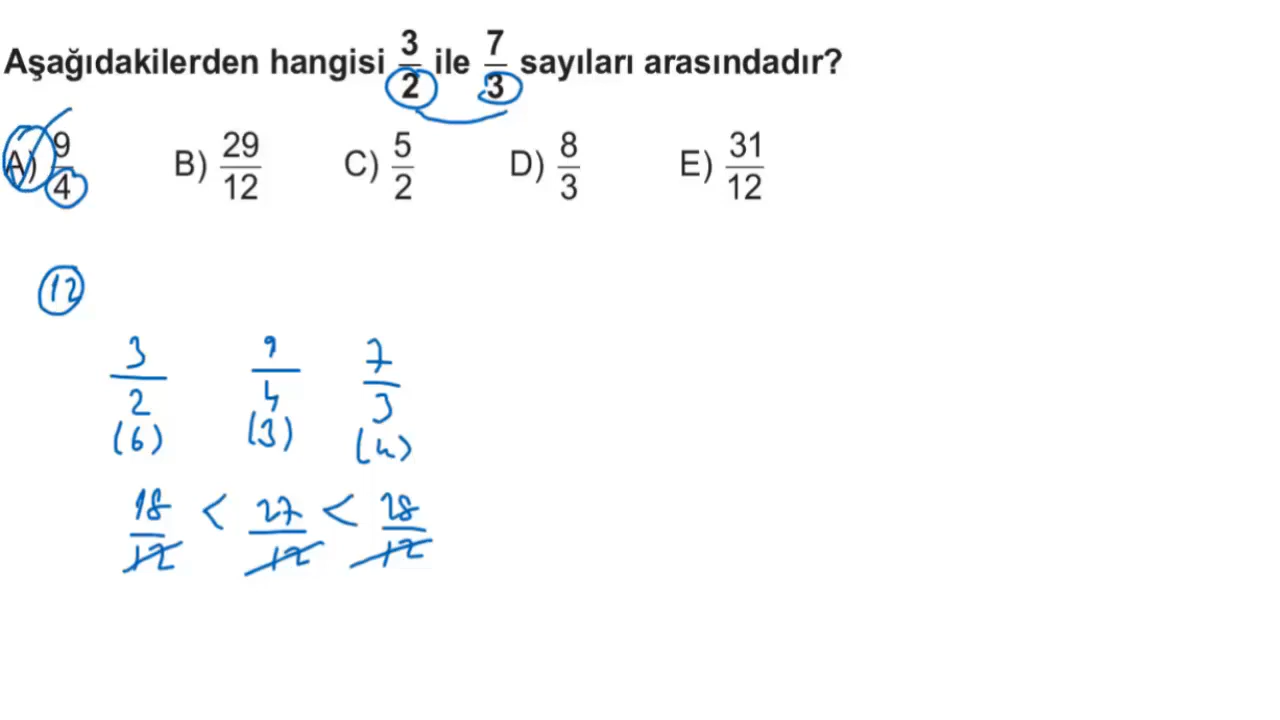 Aşağıdakilerden hangisi 3/2 ile 7/3 sayıları arasındadır?
A) 9/4 B) 29/12 C) 5/2 D) 8/3 E) 31/12
12
3/2 9/4 7/3
(6) (3) (4)
18/12 < 27/12 < 28/12